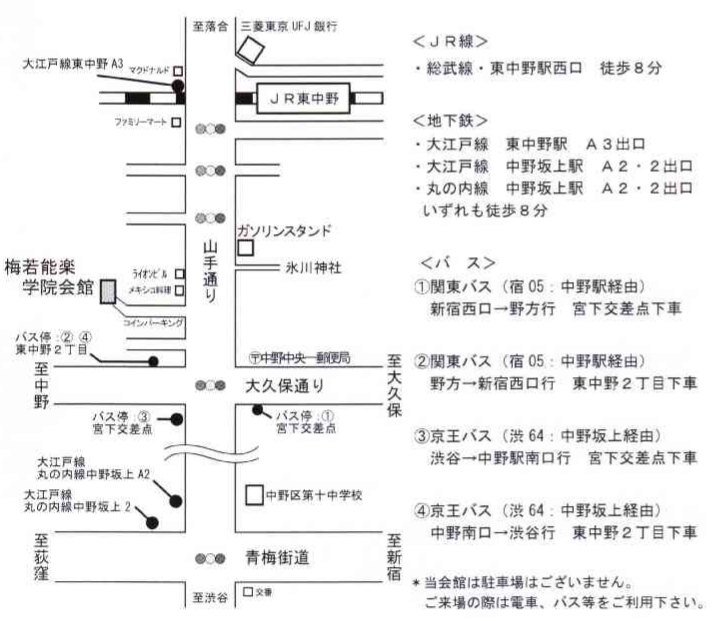 至落合
三菱東京UFJ銀行
大江戸線東中野A3
マクドナルド
JR東中野
ファミリーマート
ガソリンスタンド
山手通り
氷川神社
梅若能楽
学院会館
ライオンビル
メキシコ料理
コインパーキング
バス停:② ④
東中野2丁目
〶中野中央一郵便局
至中野
大久保通り
至大久保
バス停:③
宮下交差点
バス停:①
宮下交差点
大江戸線
丸の内線中野坂上A2
大江戸線
丸の内線中野坂上2
中野区第十中学校
至荻窪
青梅街道
至新宿
至渋谷
交番
<JR線>
・総武線・東中野駅西口 徒歩8分
<地下鉄>
・大江戸線 東中野駅 A3出口
・大江戸線 中野坂上駅 A2・2出口
・丸の内線 中野坂上駅 A2・2出口
いずれも徒歩8分
<バ ス>
①関東バス(宿05:中野駅経由)
新宿西口→野方行 宮下交差点下車
②関東バス(宿05:中野駅経由)
野方→新宿西口行 東中野2丁目下車
③京王バス(渋64:中野坂上経由)
渋谷→中野駅南口行 宮下交差点下車
④京王バス(渋64:中野坂上経由)
中野南口→渋谷行 東中野2丁目下車
*当会館は駐車場はございません。
ご来場の際は電車、バス等をご利用下さい。